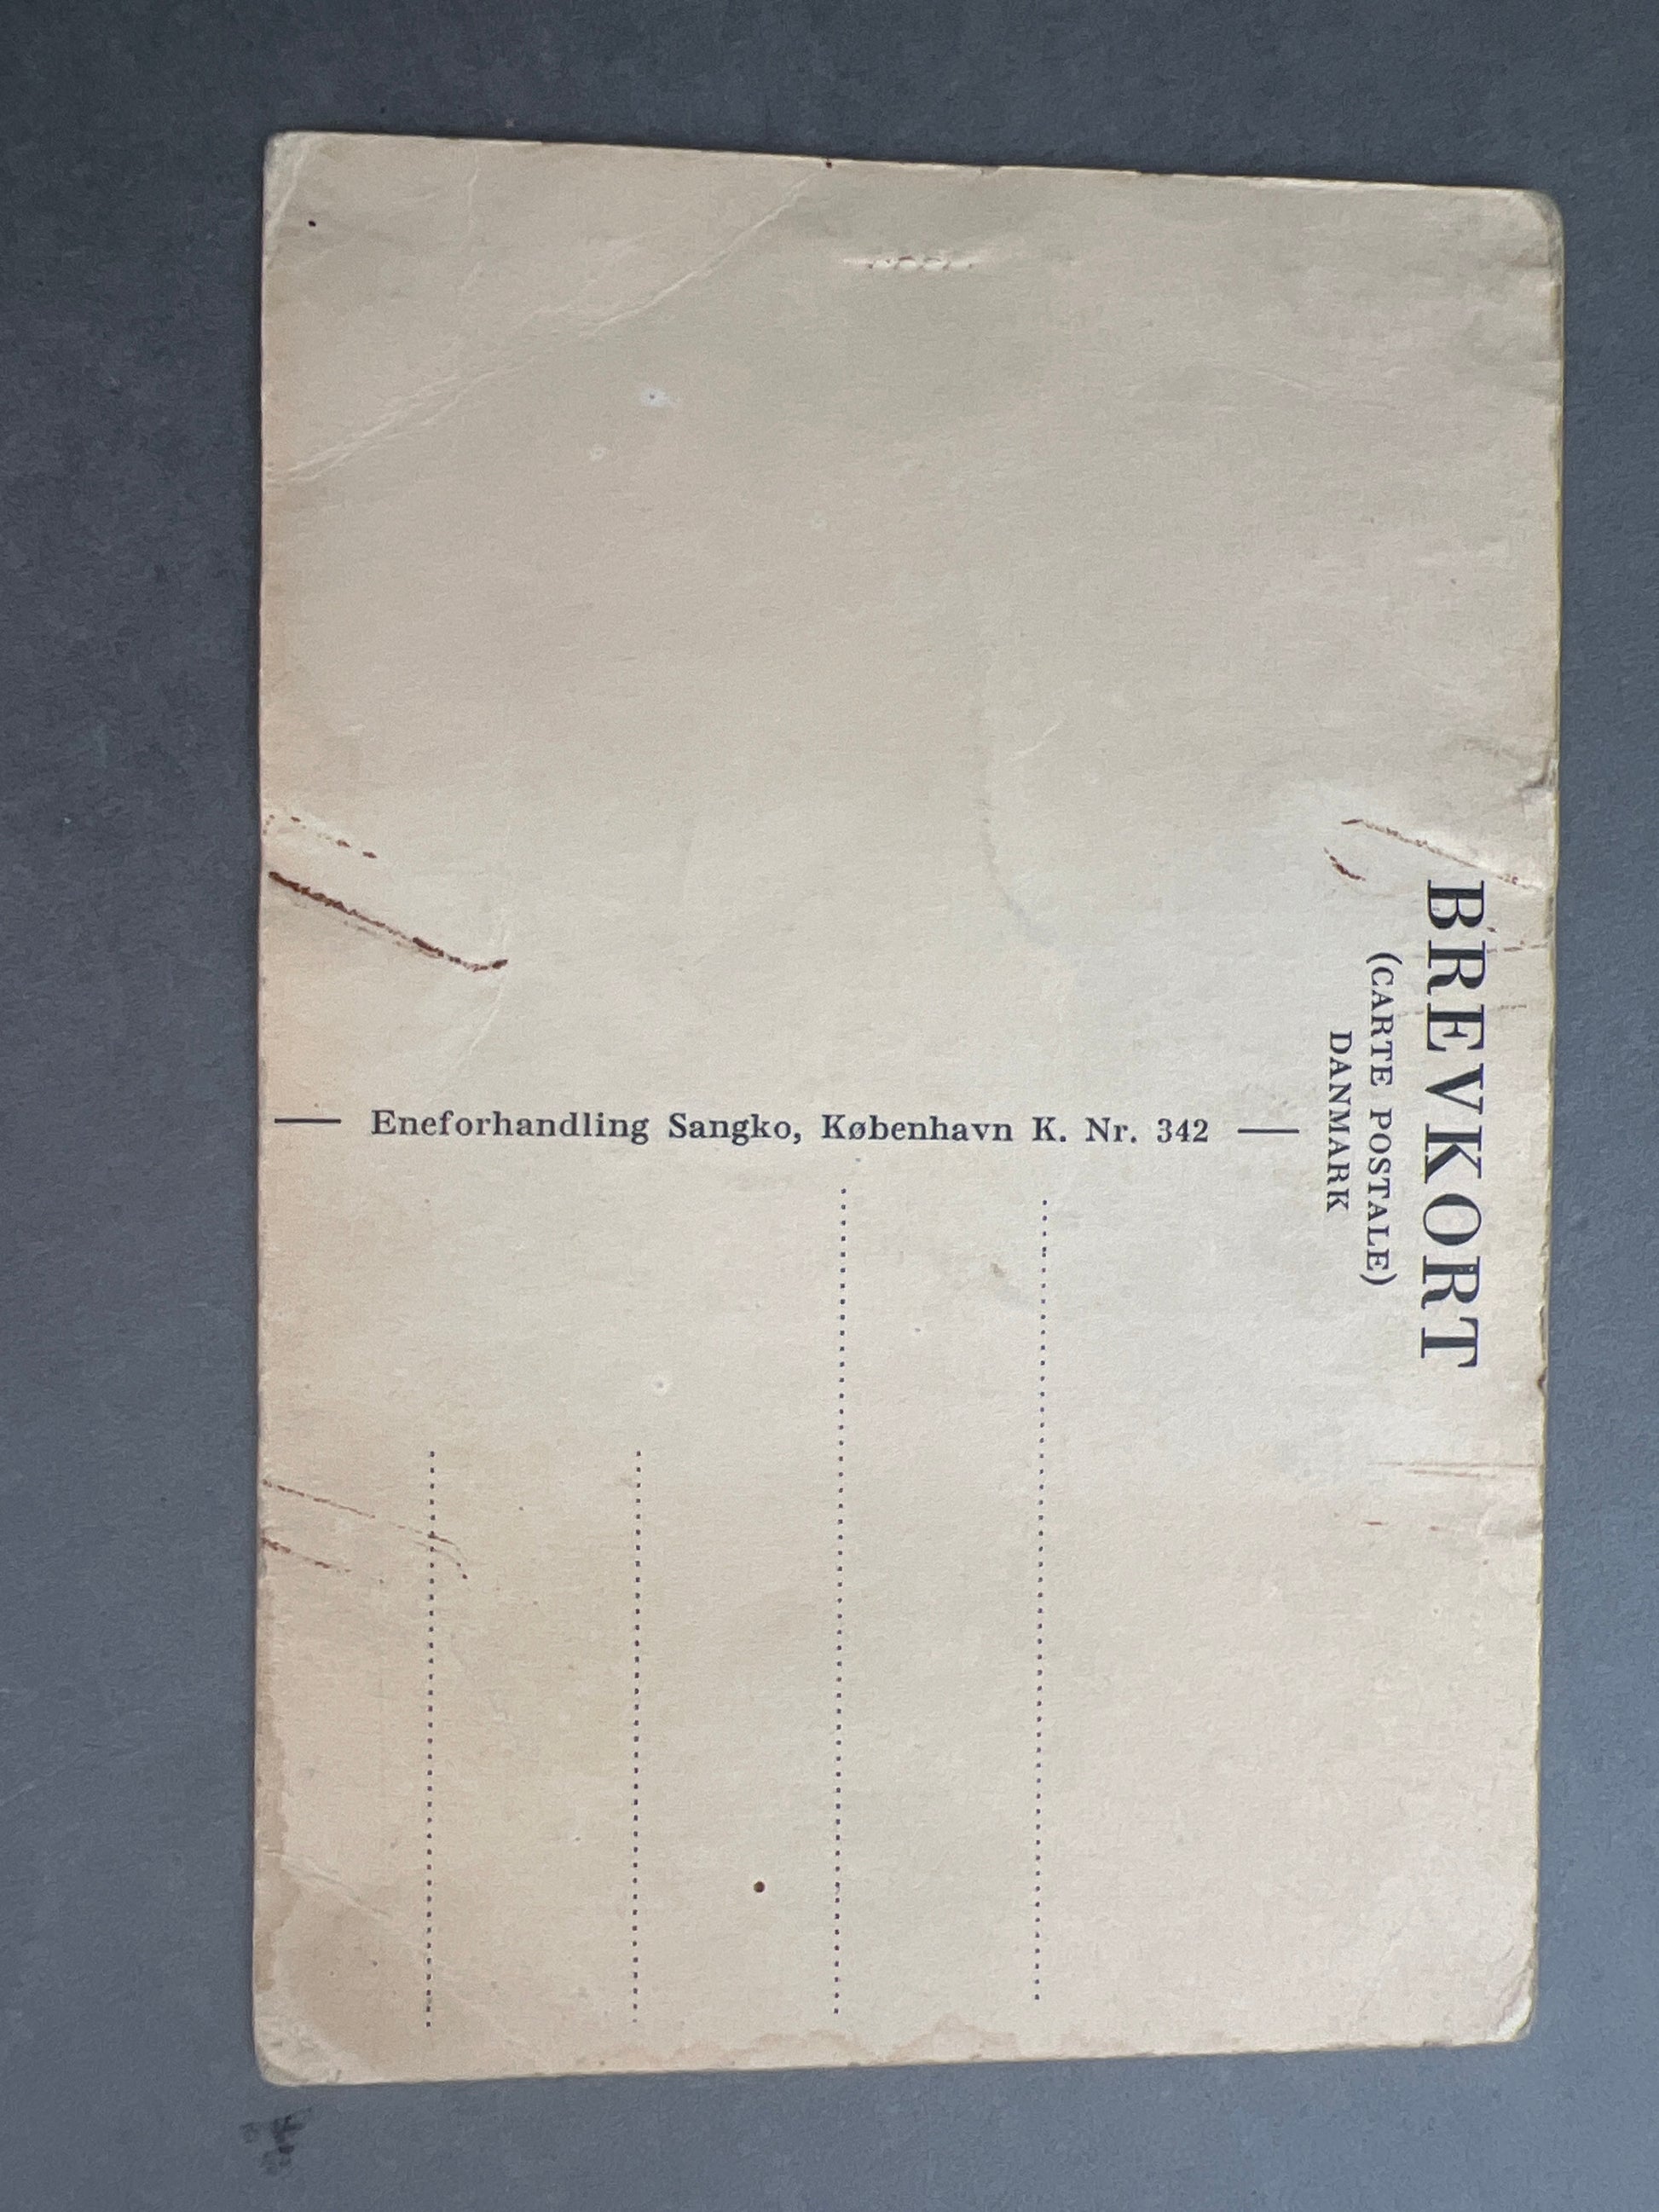 BREVKORT
(CARTE POSTALE)
DANMARK
Eneforhandling Sangko, København K. Nr. 342